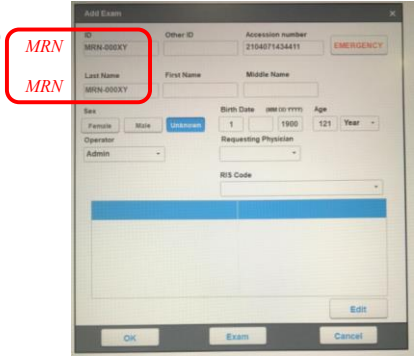 Add Exam
ID Other ID Accession number
MRN MRN-000XY 2104071434411 EMERGENCY
Last Name First Name Middle Name
MRN MRN-000XY
Sex Birth Date (MM DD YYYY) Age
Female Male Unknown 1 1900 121 Year
Operator Requesting Physician
Admin
RIS Code
Edit
OK Exam Cancel